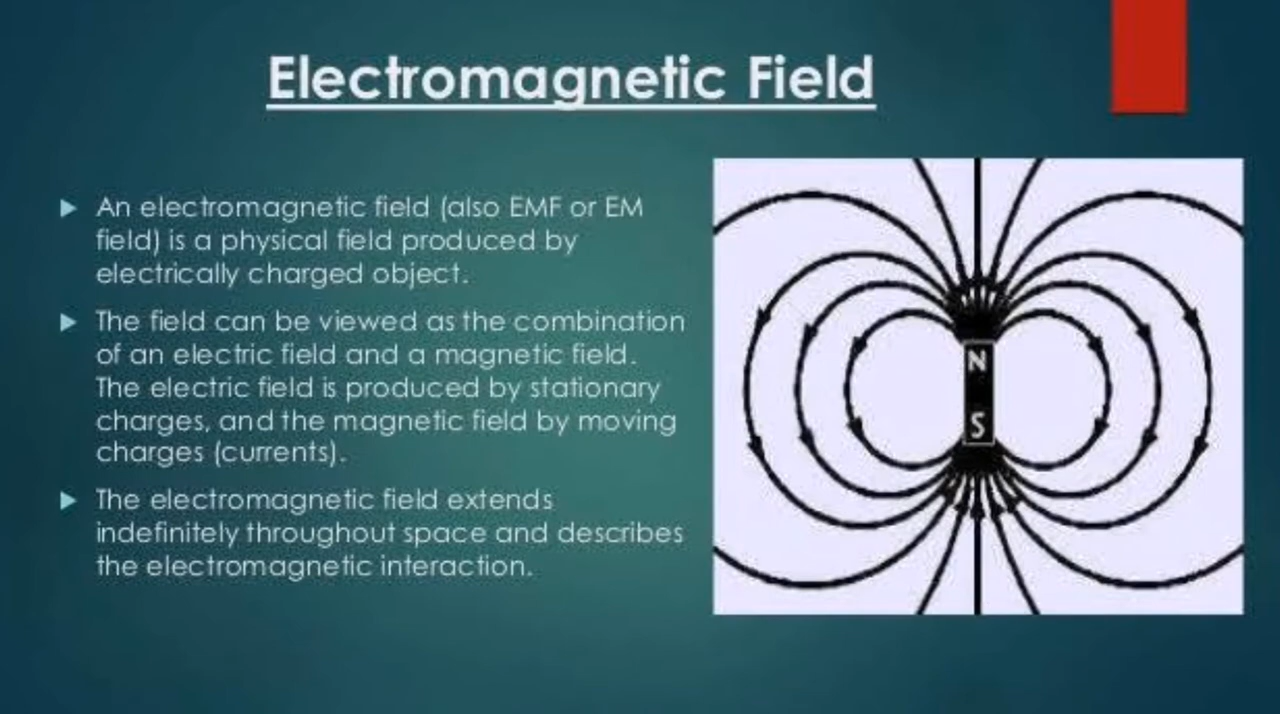 Electromagnetic Field
An electromagnetic field (also EMF or EM
field) is a physical field produced by
electrically charged object.
The field can be viewed as the combination
of an electric field and a magnetic field.
The electric field is produced by stationary
charges, and the magnetic field by moving
charges (currents).
The electromagnetic field extends
indefinitely throughout space and describes
the electromagnetic interaction.
N
S